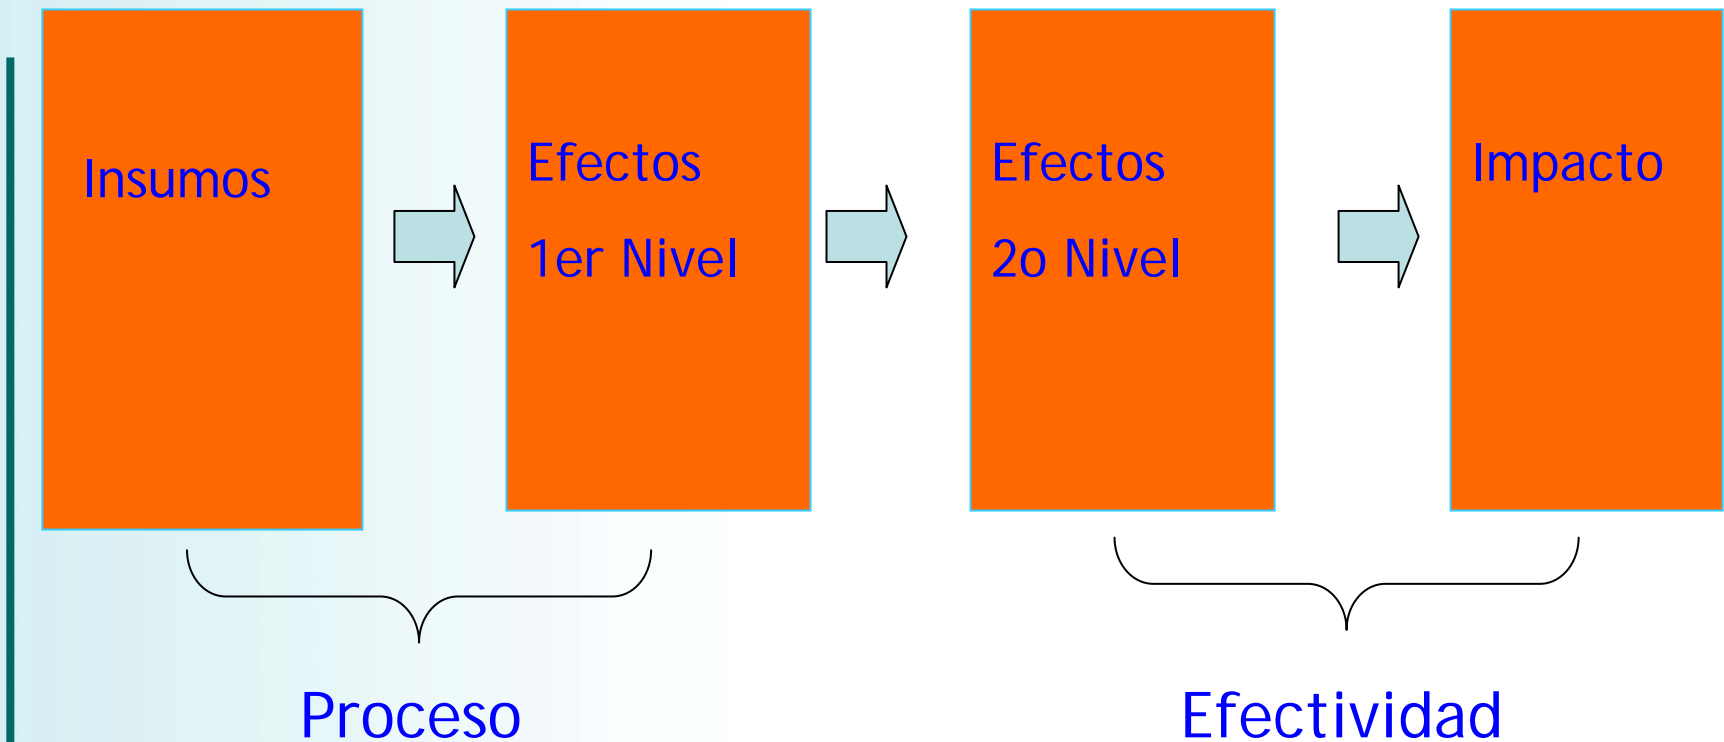 Insumos
Efectos
1er Nivel
Efectos
2o Nivel
Impacto
Proceso
Efectividad